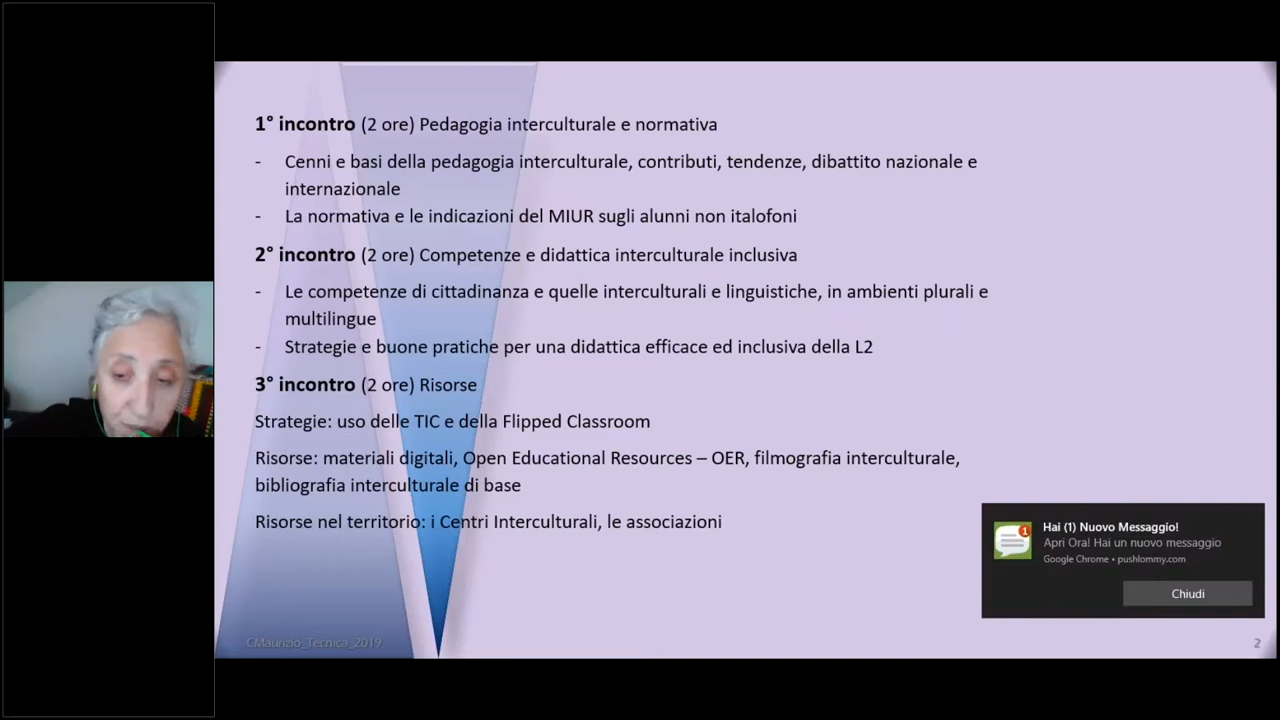 1° incontro (2 ore) Pedagogia interculturale e normativa
- Cenni e basi della pedagogia interculturale, contributi, tendenze, dibattito nazionale e
internazionale
- La normativa e le indicazioni del MIUR sugli alunni non italofoni
2° incontro (2 ore) Competenze e didattica interculturale inclusiva
- Le competenze di cittadinanza e quelle interculturali e linguistiche, in ambienti plurali e
multilingue
- Strategie e buone pratiche per una didattica efficace ed inclusiva della L2
3° incontro (2 ore) Risorse
Strategie: uso delle TIC e della Flipped Classroom
Risorse: materiali digitali, Open Educational Resources – OER, filmografia interculturale,
bibliografia interculturale di base
Risorse nel territorio: i Centri Interculturali, le associazioni
1
Hai (1) Nuovo Messaggio!
Apri Ora! Hai un nuovo messaggio
Google Chrome • pushlommy.com
Chiudi
CMaurizio_Tecnica_2019
2